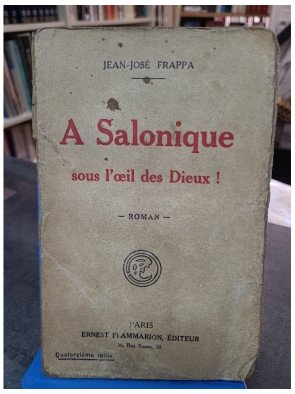 JEAN-JOSÉ FRAPPA
A Salonique
sous l'œil des Dieux !
— ROMAN —
PARIS
ERNEST FLAMMARION, ÉDITEUR
26, Rue Racine, 26
Quatorzième mille.